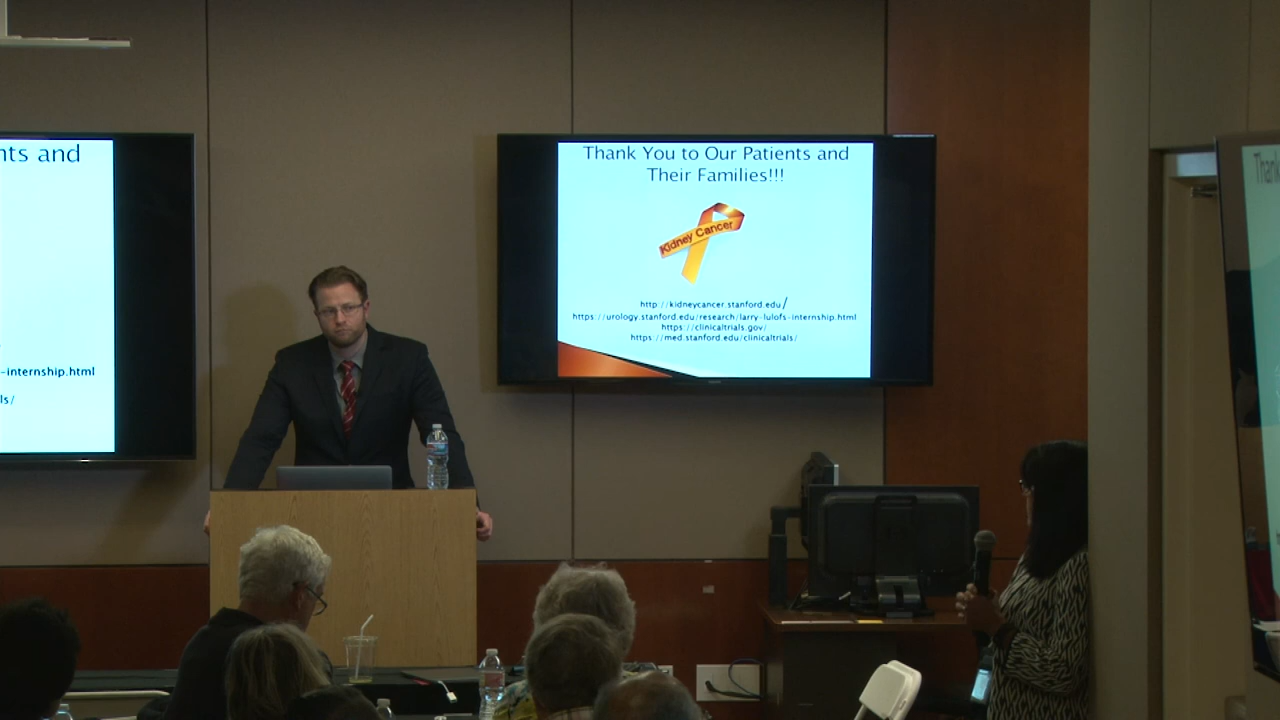 nts and
-internship.html
ls/
Thank You to Our Patients and
Their Families!!!
Kidney Cancer
http://kidneycancer.stanford.edu/
https://urology.stanford.edu/research/larry-lulofs-internship.html
https://clinicaltrials.gov/
https://med.stanford.edu/clinicaltrials/
Thank